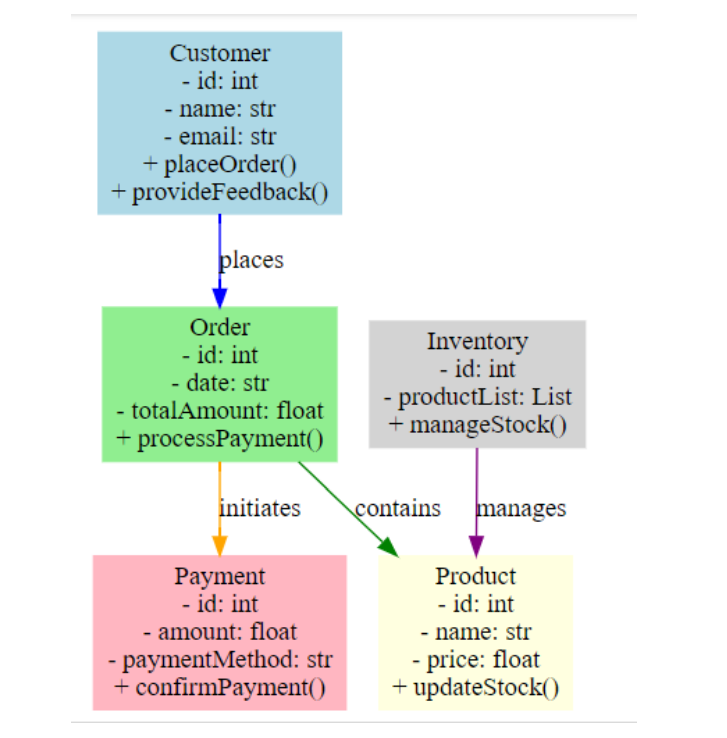 Customer
- id: int
- name: str
- email: str
+ placeOrder()
+ provideFeedback()
places
Order
- id: int
- date: str
- totalAmount: float
+ processPayment()
Inventory
- id: int
- productList: List
+ manageStock()
initiates
contains
manages
Payment
- id: int
- amount: float
- paymentMethod: str
+ confirmPayment()
Product
- id: int
- name: str
- price: float
+ updateStock()